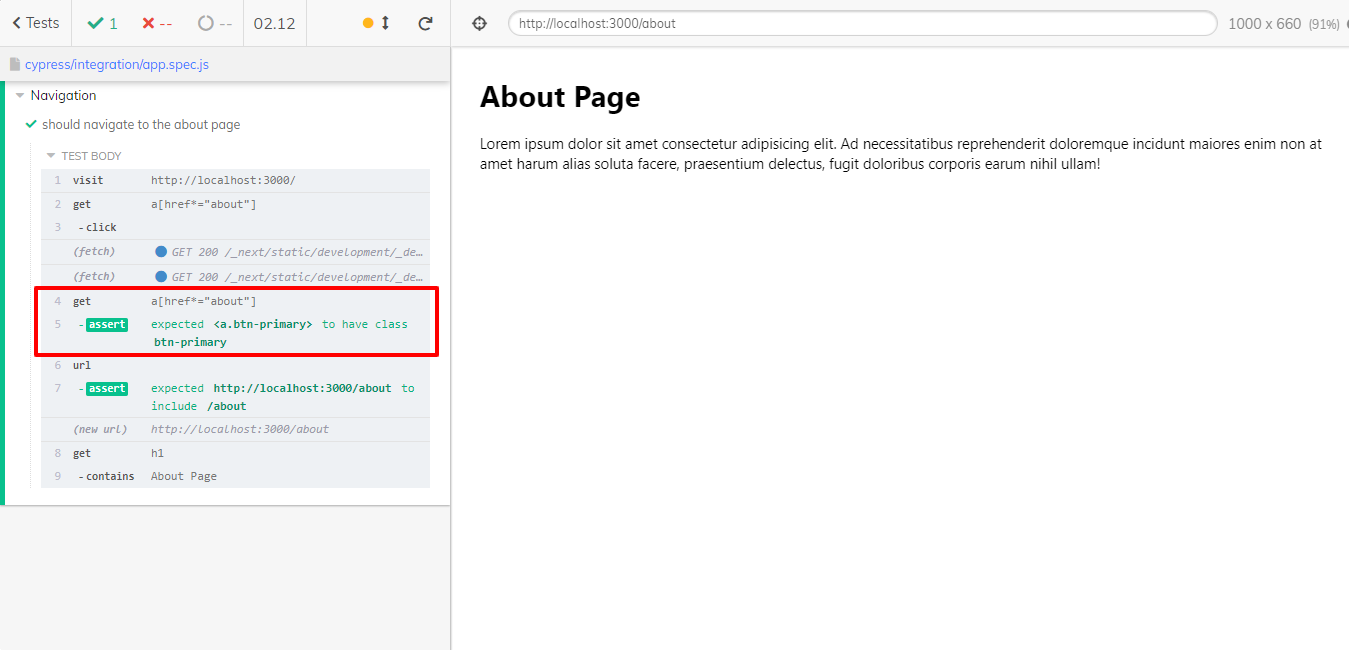 Tests 1 -- -- 02.12 http://localhost:3000/about 1000 x 660 (91%)
cypress/integration/app.spec.js
Navigation
should navigate to the about page
TEST BODY
1 visit http://localhost:3000/
2 get a[href*="about"]
3 -click
(fetch) GET 200 /_next/static/development/_de…
(fetch) GET 200 /_next/static/development/_de…
4 get a[href*="about"]
5 -assert expected <a.btn-primary> to have class
btn-primary
6 url
7 -assert expected http://localhost:3000/about to
include /about
(new url) http://localhost:3000/about
8 get h1
9 -contains About Page
About Page
Lorem ipsum dolor sit amet consectetur adipisicing elit. Ad necessitatibus reprehenderit doloremque incidunt maiores enim non at
amet harum alias soluta facere, praesentium delectus, fugit doloribus corporis earum nihil ullam!